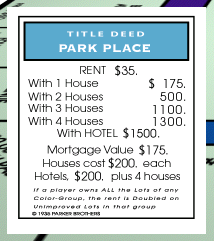 TITLE DEED
PARK PLACE
RENT $35.
With 1 House $ 175.
With 2 Houses 500.
With 3 Houses 1100.
With 4 Houses 1300.
With HOTEL $1500.
Mortgage Value $175.
Houses cost $200. each
Hotels, $200. plus 4 houses
If a player owns ALL the Lots of any
Color-Group, the rent is Doubled on
Unimproved Lots in that group
© 1936 PARKER BROTHERS